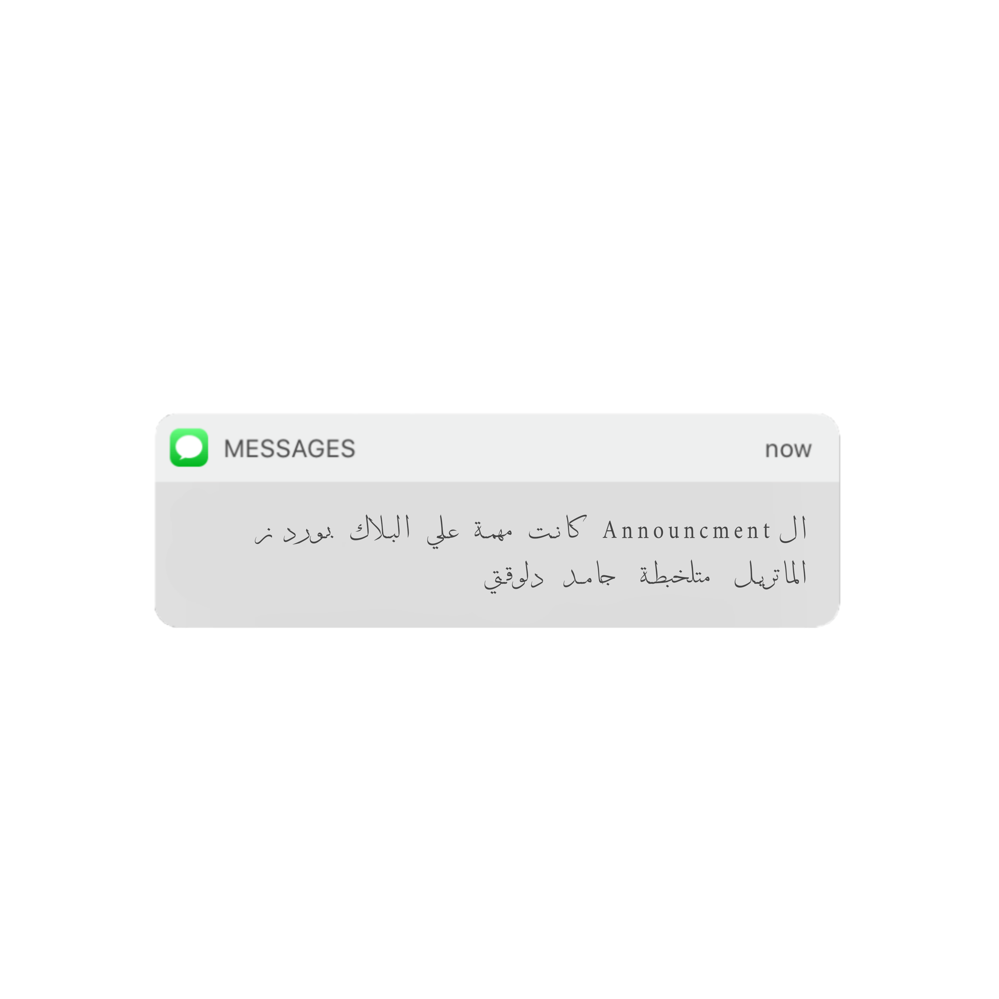 MESSAGES
now
ال Announcment كانت مهمة علي البلاك بورد
الماتريل متلخبطة جامد دلوقتي